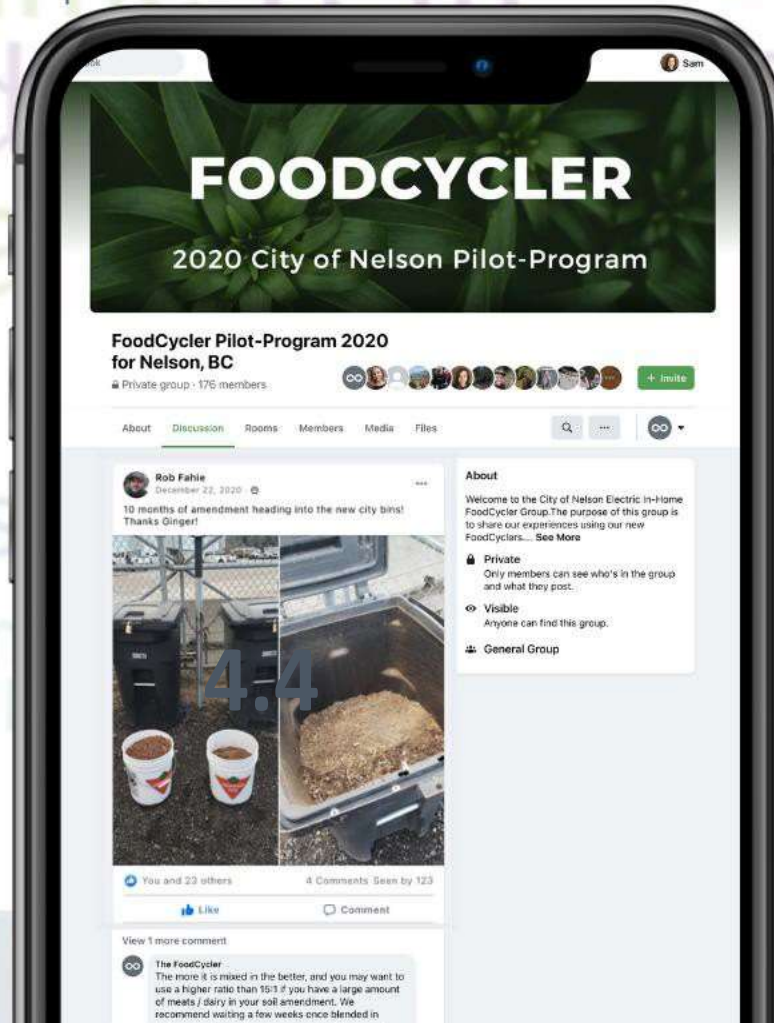 Sam
FOODCYCLER
2020 City of Nelson Pilot-Program
FoodCycler Pilot-Program 2020
for Nelson, BC
Private group · 176 members
+ Invite
About Discussion Rooms Members Media Files
Rob Fahie
December 22, 2020 ·
10 months of amendment heading into the new city bins!
Thanks Ginger!
4.4
You and 23 others
4 Comments Seen by 123
Like
Comment
View 1 more comment
The FoodCycler
The more it is mixed in the better, and you may want to
use a higher ratio than 15:1 if you have a large amount
of meats / dairy in your soil amendment. We
recommend waiting a few weeks once blended in
About
Welcome to the City of Nelson Electric In-Home
FoodCycler Group.The purpose of this group is
to share our experiences using our new
FoodCyclers.... See More
Private
Only members can see who's in the group
and what they post.
Visible
Anyone can find this group.
General Group